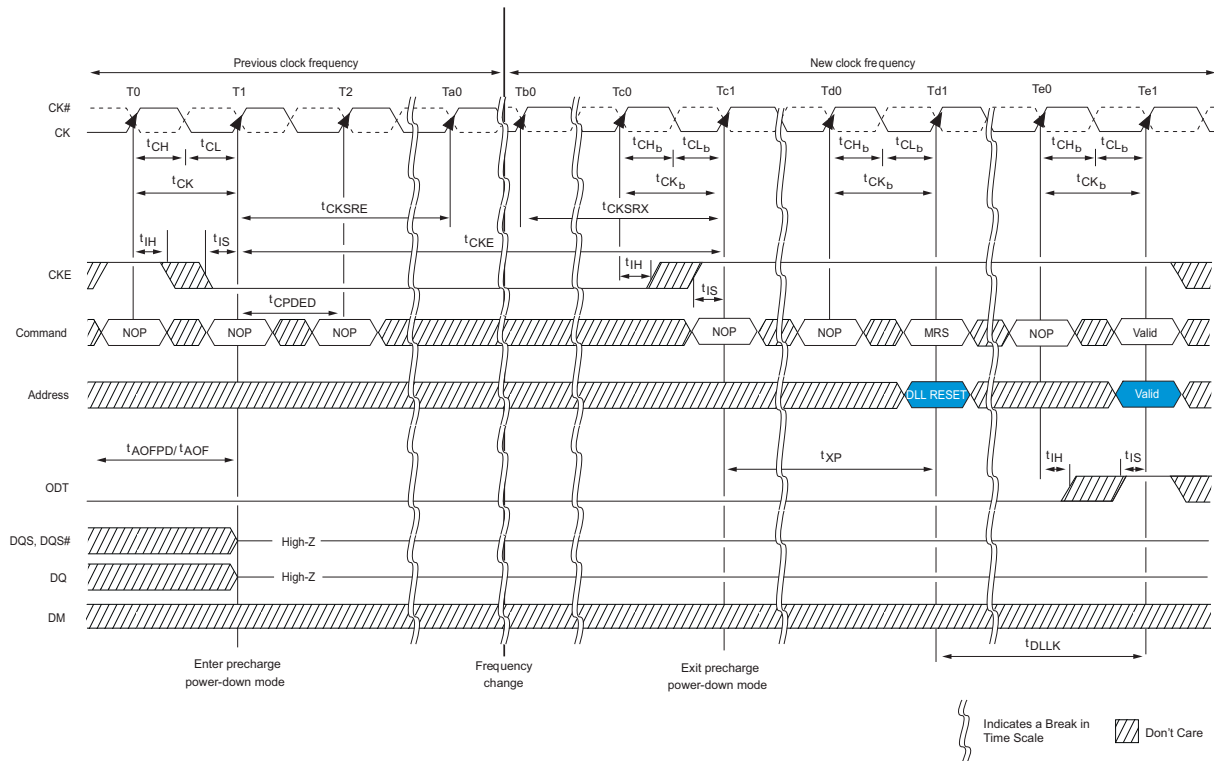 Previous clock frequency
New clock frequency
T0 T1 T2 Ta0 Tb0 Tc0 Tc1 Td0 Td1 Te0 Te1
CK#
CK
tCH tCL tCHb tCLb tCHb tCLb tCHb tCLb
tCK tCKb tCKb tCKb
tCKSRE tCKSRX
tCKE
tIH tIS tIH
CKE
tIS
tCPDED
Command NOP NOP NOP NOP NOP MRS NOP Valid
Address DLL RESET Valid
tAOFPD/ tAOF tXP tIH tIS
ODT
DQS, DQS# High-Z
DQ High-Z
DM
tDLLK
Enter precharge
power-down mode
Frequency
change
Exit precharge
power-down mode
Indicates a Break in
Time Scale
Don't Care